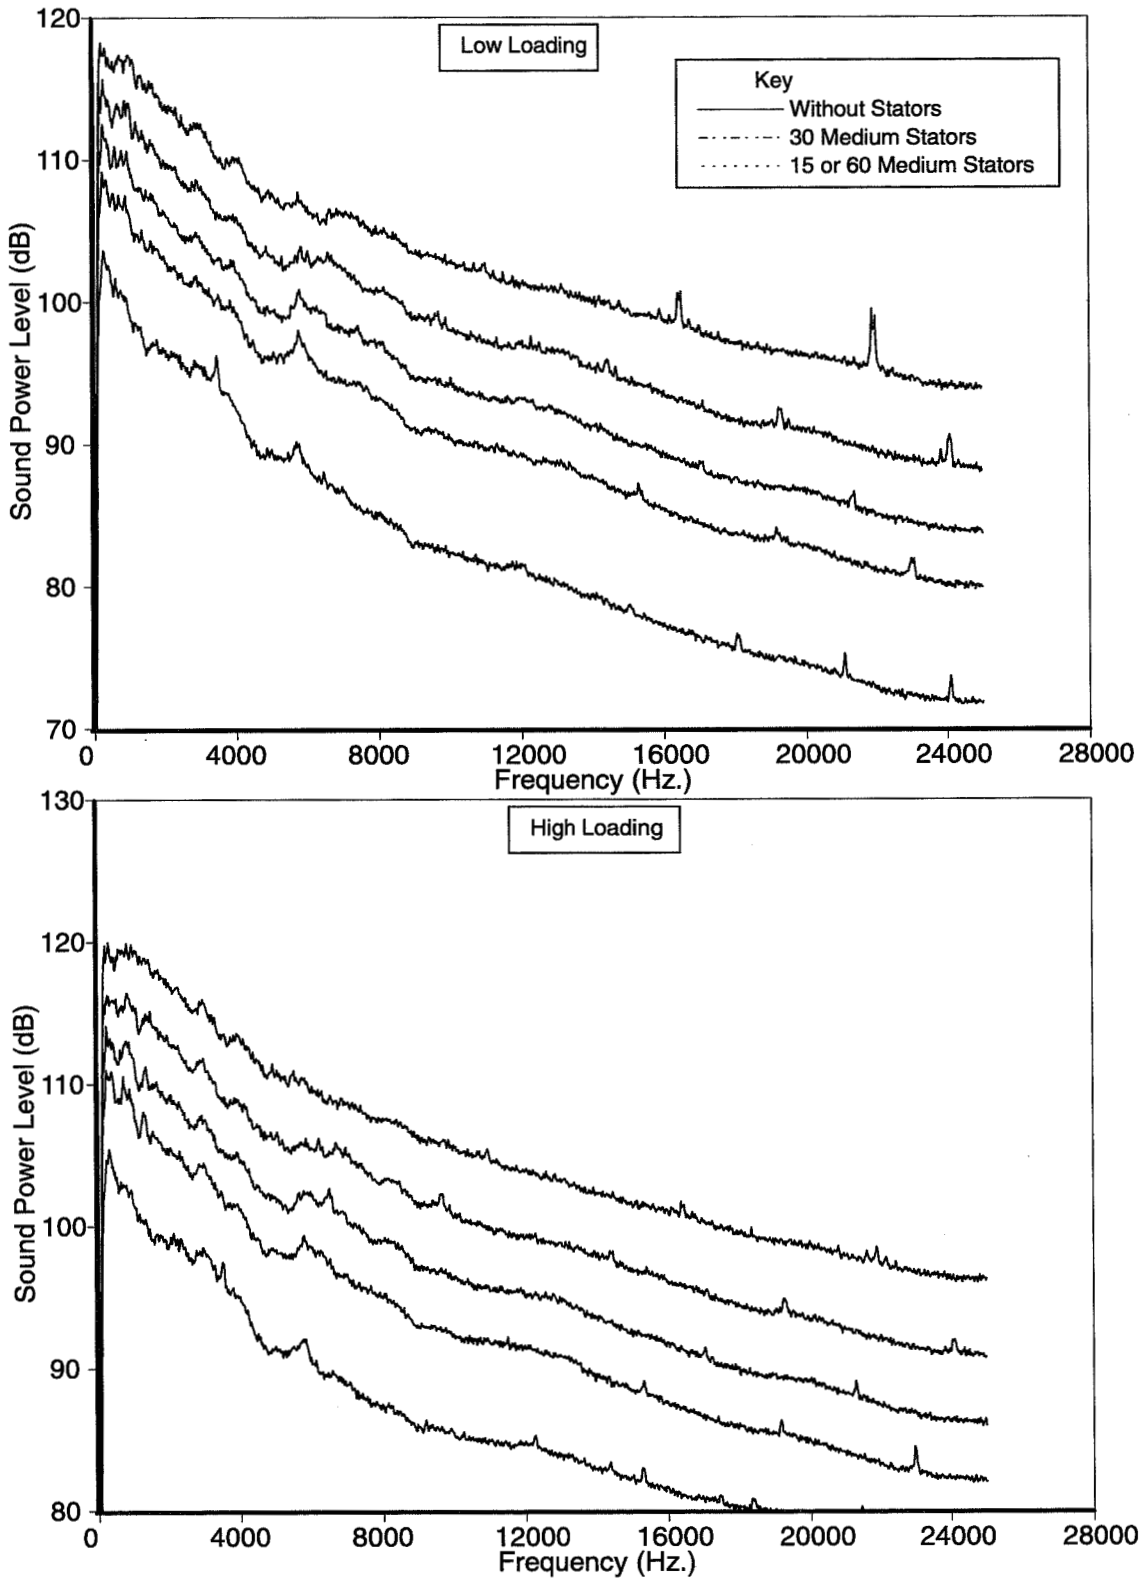 120
110
100
90
80
70
Sound Power Level (dB)
Low Loading
Key
Without Stators
30 Medium Stators
15 or 60 Medium Stators
0 4000 8000 12000 16000 20000 24000 28000
Frequency (Hz.)
130
120
110
100
90
80
Sound Power Level (dB)
High Loading
0 4000 8000 12000 16000 20000 24000 28000
Frequency (Hz.)